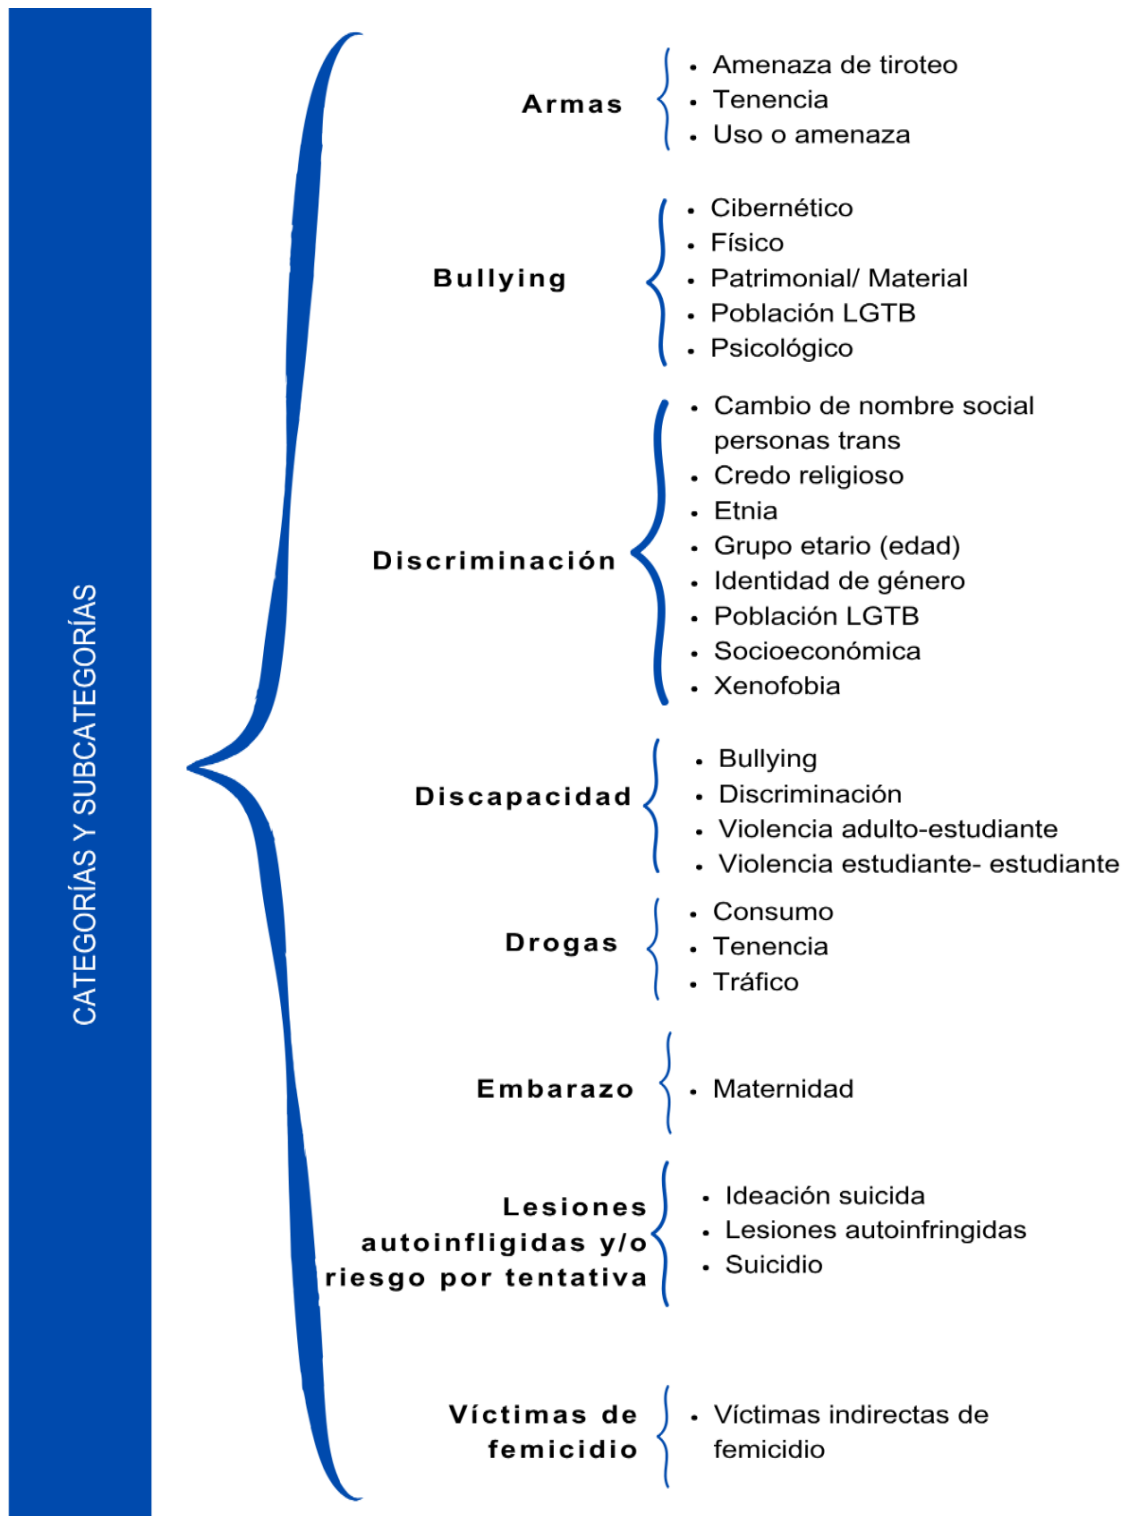 CATEGORÍAS Y SUBCATEGORÍAS
Armas
• Amenaza de tiroteo
• Tenencia
• Uso o amenaza
Bullying
• Cibernético
• Físico
• Patrimonial/ Material
• Población LGTB
• Psicológico
Discriminación
• Cambio de nombre social
personas trans
• Credo religioso
• Etnia
• Grupo etario (edad)
• Identidad de género
• Población LGTB
• Socioeconómica
• Xenofobia
Discapacidad
• Bullying
• Discriminación
• Violencia adulto-estudiante
• Violencia estudiante- estudiante
Drogas
• Consumo
• Tenencia
• Tráfico
Embarazo
• Maternidad
Lesiones
autoinfligidas y/o
riesgo por tentativa
• Ideación suicida
• Lesiones autoinfringidas
• Suicidio
Víctimas de
femicidio
• Víctimas indirectas de
femicidio